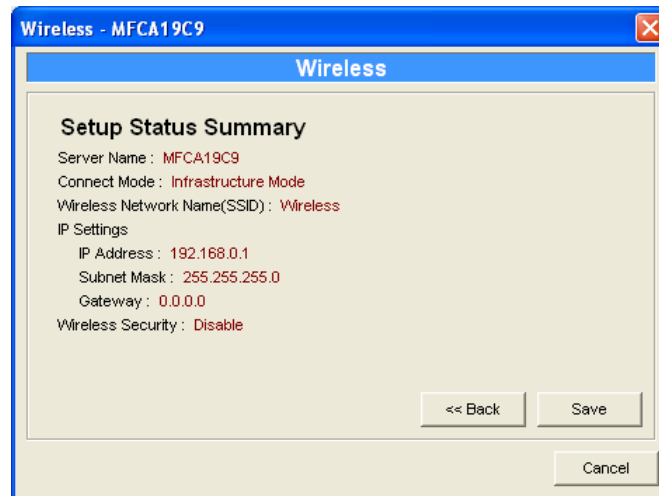 Wireless - MFCA19C9
Wireless
Setup Status Summary
Server Name : MFCA19C9
Connect Mode : Infrastructure Mode
Wireless Network Name(SSID) : Wireless
IP Settings
IP Address : 192.168.0.1
Subnet Mask : 255.255.255.0
Gateway : 0.0.0.0
Wireless Security : Disable
<< Back
Save
Cancel